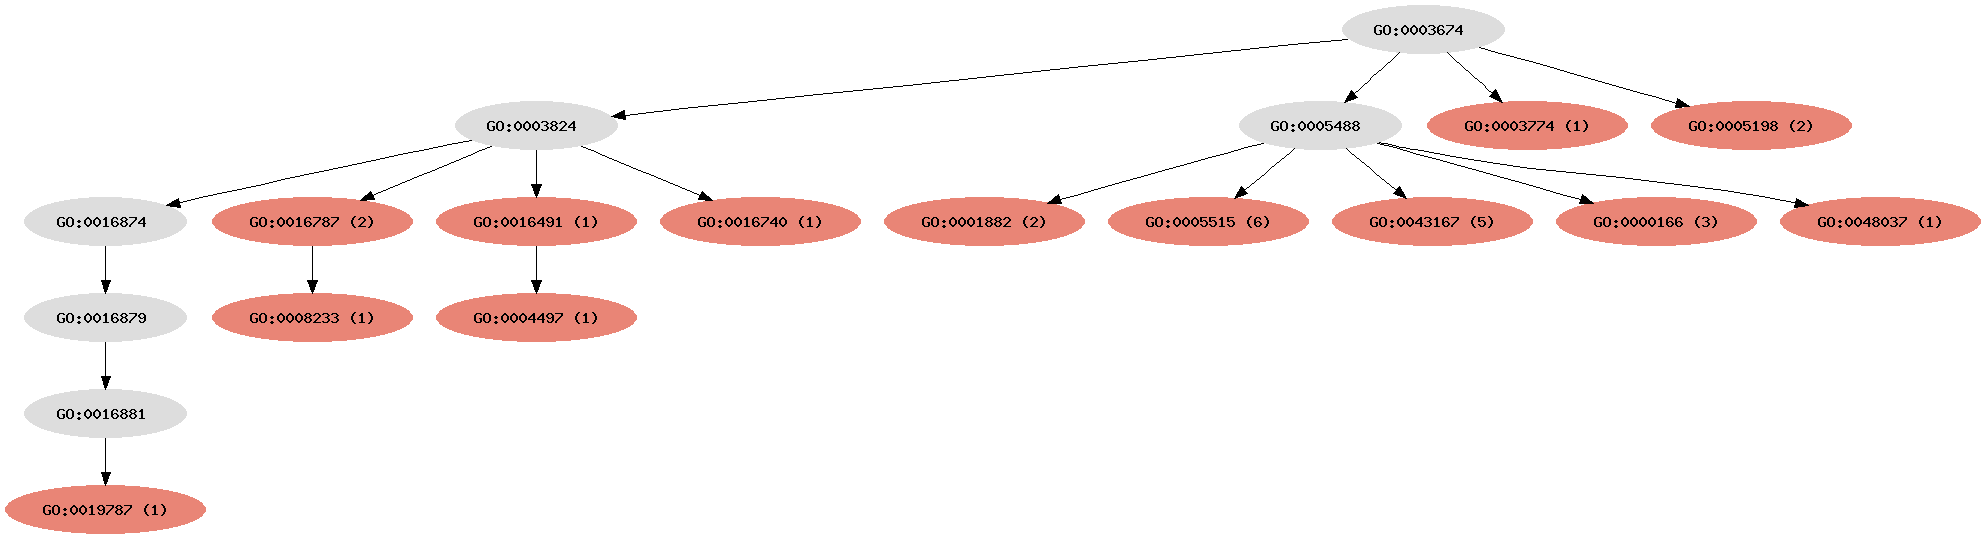 GO:0003674
GO:0003824
GO:0005488
GO:0003774 (1)
GO:0005198 (2)
GO:0016874
GO:0016787 (2)
GO:0016491 (1)
GO:0016740 (1)
GO:0001882 (2)
GO:0005515 (6)
GO:0043167 (5)
GO:0000166 (3)
GO:0048037 (1)
GO:0016879
GO:0008233 (1)
GO:0004497 (1)
GO:0016881
GO:0019787 (1)